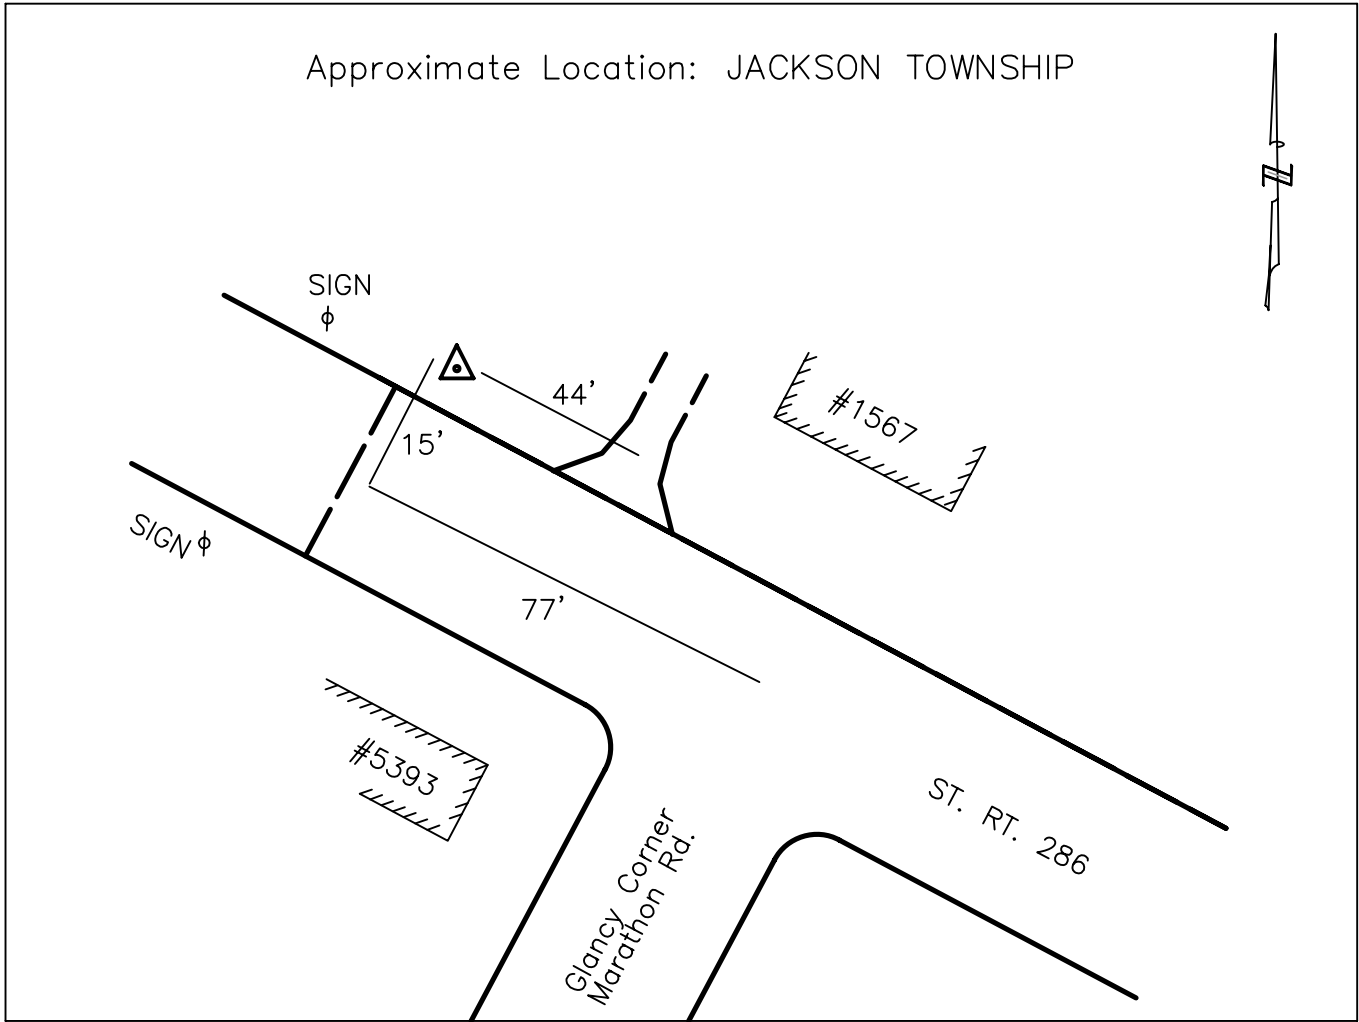 Approximate Location: JACKSON TOWNSHIP
N
SIGN
44'
#1567
15'
SIGN
77'
#5393
ST. RT. 286
Glancy Corner
Marathon Rd.